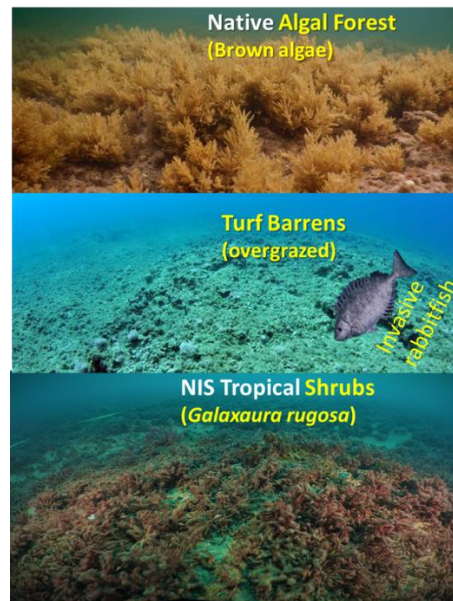 Native Algal Forest
(Brown algae)
Turf Barrens
(overgrazed)
Invasive
rabbitfish
NIS Tropical Shrubs
(Galaxaura rugosa)